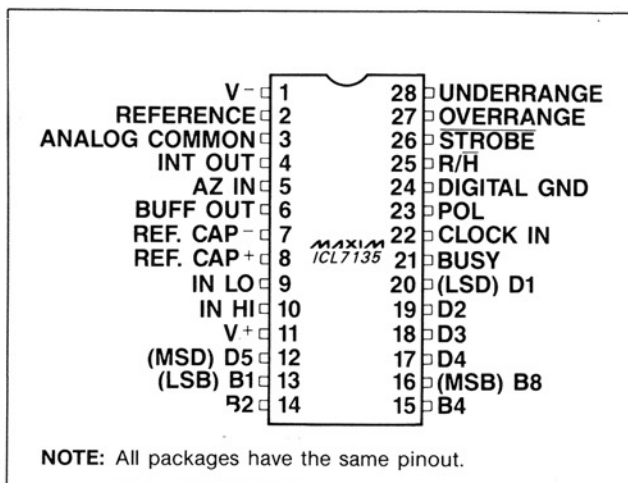 V− 1 28 UNDERRANGE
REFERENCE 2 27 OVERRANGE
ANALOG COMMON 3 26 STROBE
INT OUT 4 25 R/H
AZ IN 5 24 DIGITAL GND
BUFF OUT 6 23 POL
REF. CAP− 7 22 CLOCK IN
REF. CAP+ 8 21 BUSY
MAXIM
ICL7135
IN LO 9 20 (LSD) D1
IN HI 10 19 D2
V+ 11 18 D3
(MSD) D5 12 17 D4
(LSB) B1 13 16 (MSB) B8
B2 14 15 B4
NOTE: All packages have the same pinout.